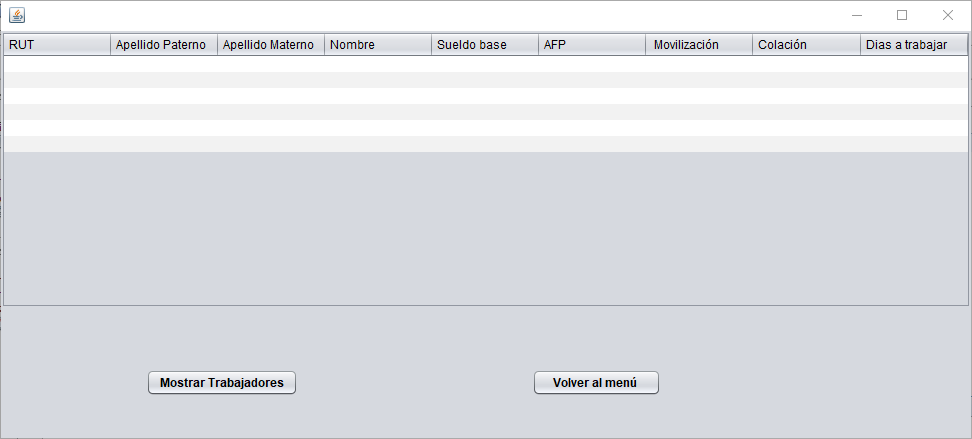 RUT Apellido Paterno Apellido Materno Nombre Sueldo base AFP Movilización Colación Dias a trabajar
Mostrar Trabajadores Volver al menú